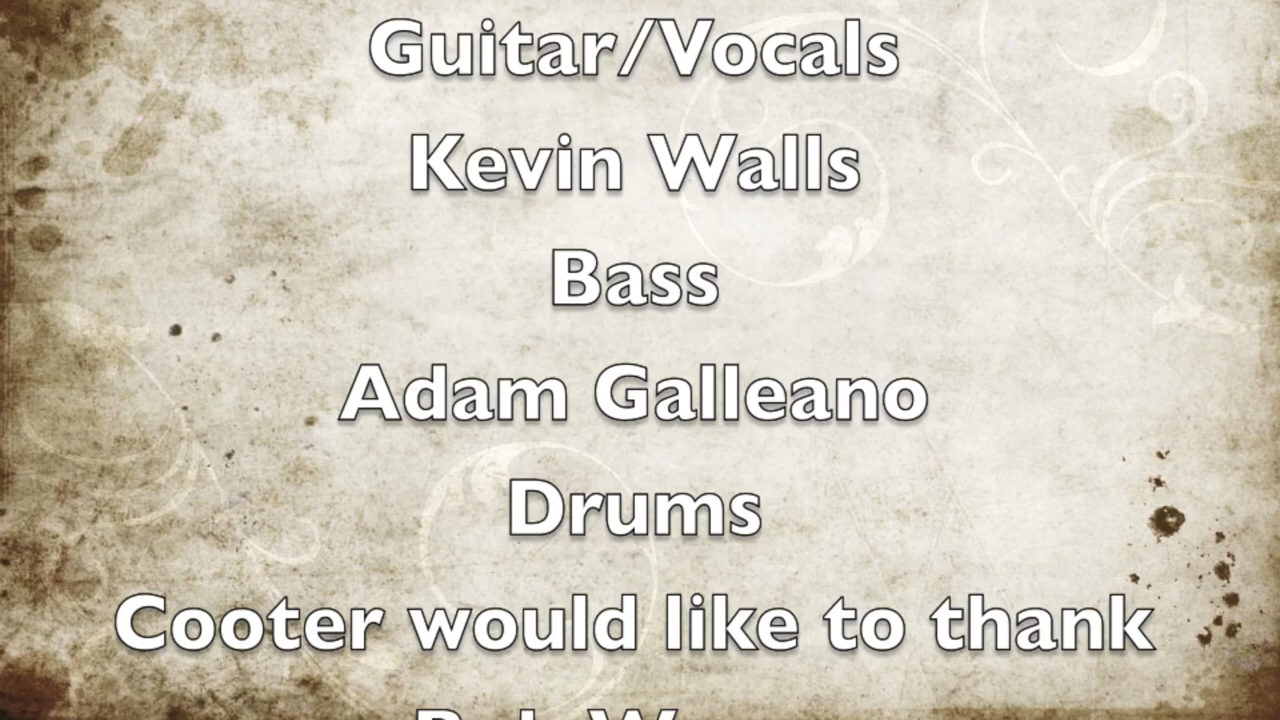 Guitar/Vocals
Kevin Walls
Bass
Adam Galleano
Drums
Cooter would like to thank